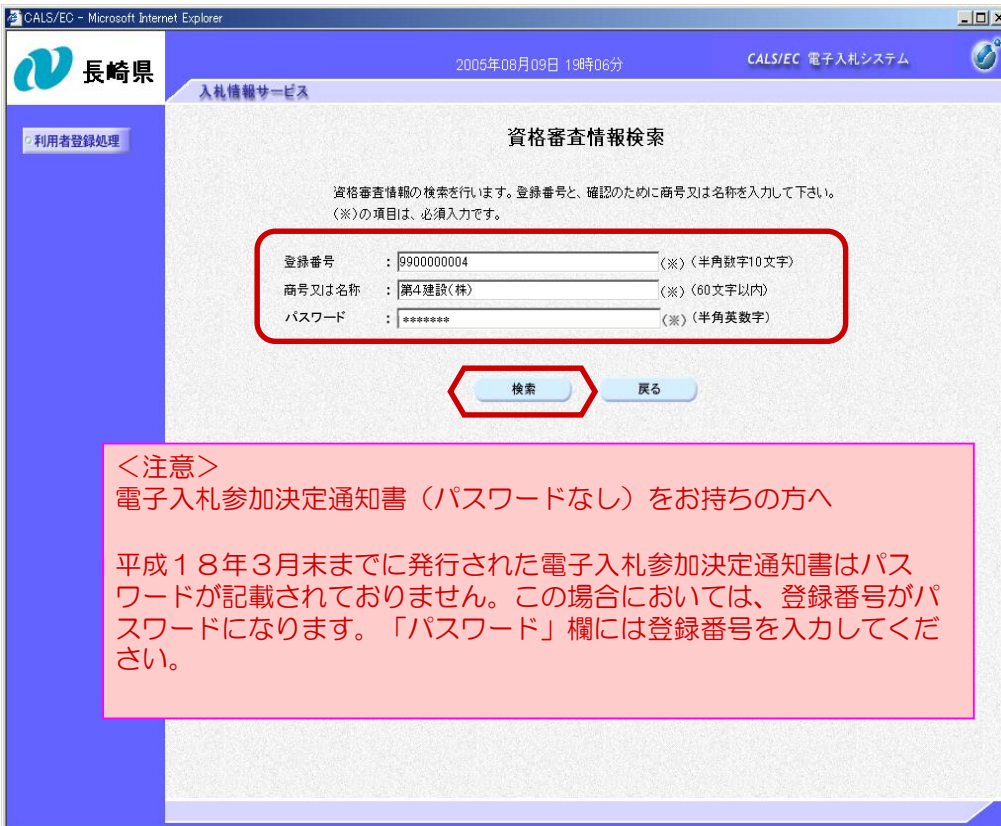 CALS/EC - Microsoft Internet Explorer
長崎県
2005年08月09日 19時06分
CALS/EC 電子入札システム
入札情報サービス
利用者登録処理
資格審査情報検索
資格審査情報の検索を行います。登録番号と、確認のために商号又は名称を入力して下さい。
(※)の項目は、必須入力です。
登録番号 : 9900000004 (※) (半角数字10文字)
商号又は名称 : 第4建設(株) (※) (60文字以内)
パスワード : ******* (※) (半角英数字)
検索 戻る
<注意>
電子入札参加決定通知書(パスワードなし)をお持ちの方へ
平成18年3月末までに発行された電子入札参加決定通知書はパス
ワードが記載されておりません。この場合においては、登録番号がパ
スワードになります。「パスワード」欄には登録番号を入力してくだ
さい。